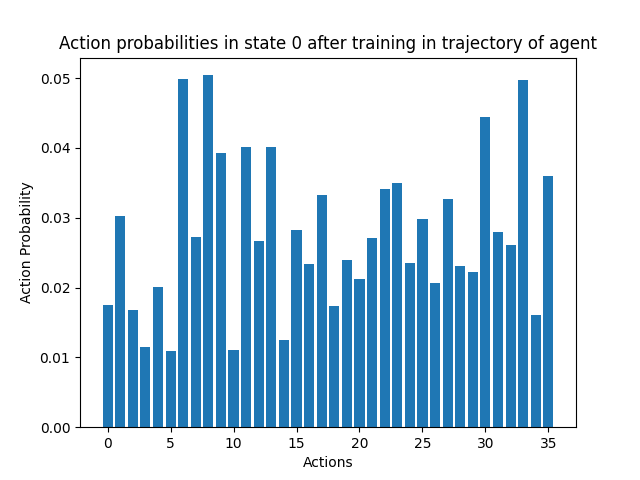 Action probabilities in state 0 after training in trajectory of agent
0.05
0.04
0.03
0.02
0.01
0.00
Action Probability
0 5 10 15 20 25 30 35
Actions